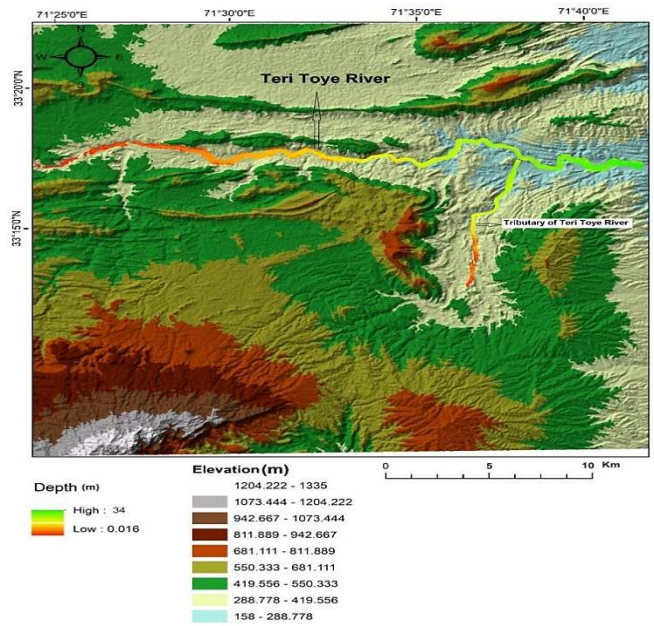 71°25'0"E 71°30'0"E 71°35'0"E 71°40'0"E
N
W E
S
33°20'0"N
33°15'0"N
Teri Toye River
Tributary of Teri Toye River
Depth (m)
High : 34
Low : 0.016
Elevation(m)
1204.222 - 1335
1073.444 - 1204.222
942.667 - 1073.444
811.889 - 942.667
681.111 - 811.889
550.333 - 681.111
419.556 - 550.333
288.778 - 419.556
158 - 288.778
0 5 10 Km